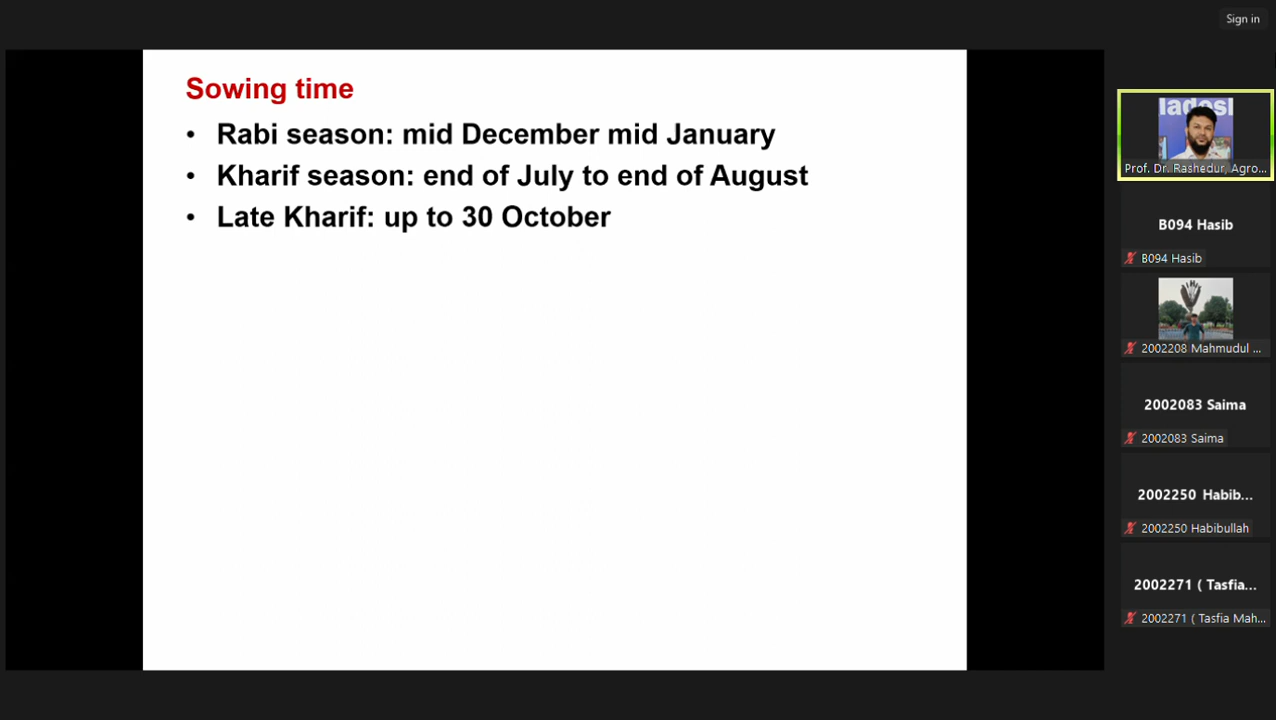 Sign in
Sowing time
• Rabi season: mid December mid January
• Kharif season: end of July to end of August
• Late Kharif: up to 30 October
ladesl
Prof. Dr. Rashedur, Agro...
B094 Hasib
B094 Hasib
2002208 Mahmudul ...
2002083 Saima
2002083 Saima
2002250 Habib...
2002250 Habibullah
2002271 ( Tasfia...
2002271 ( Tasfia Mah...